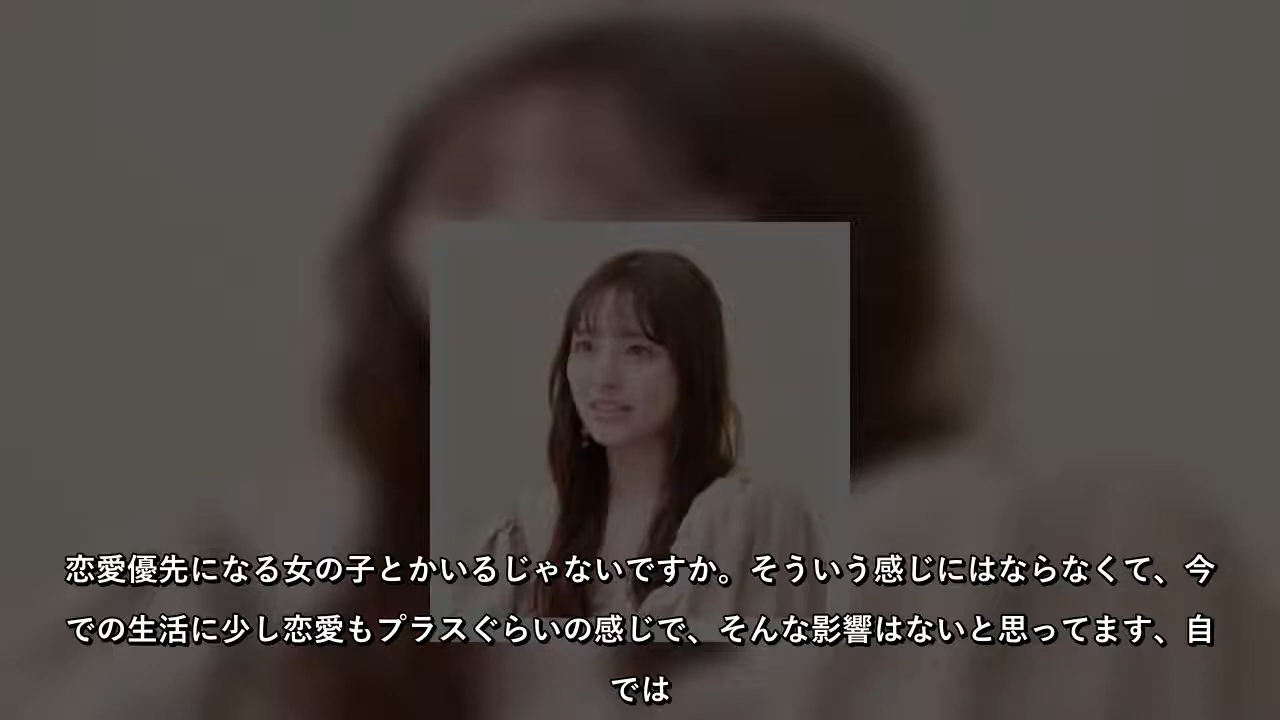 恋愛優先になる女の子とかいるじゃないですか。そういう感じにはならなくて、今
での生活に少し恋愛もプラスぐらいの感じで、そんな影響はないと思ってます、自
では